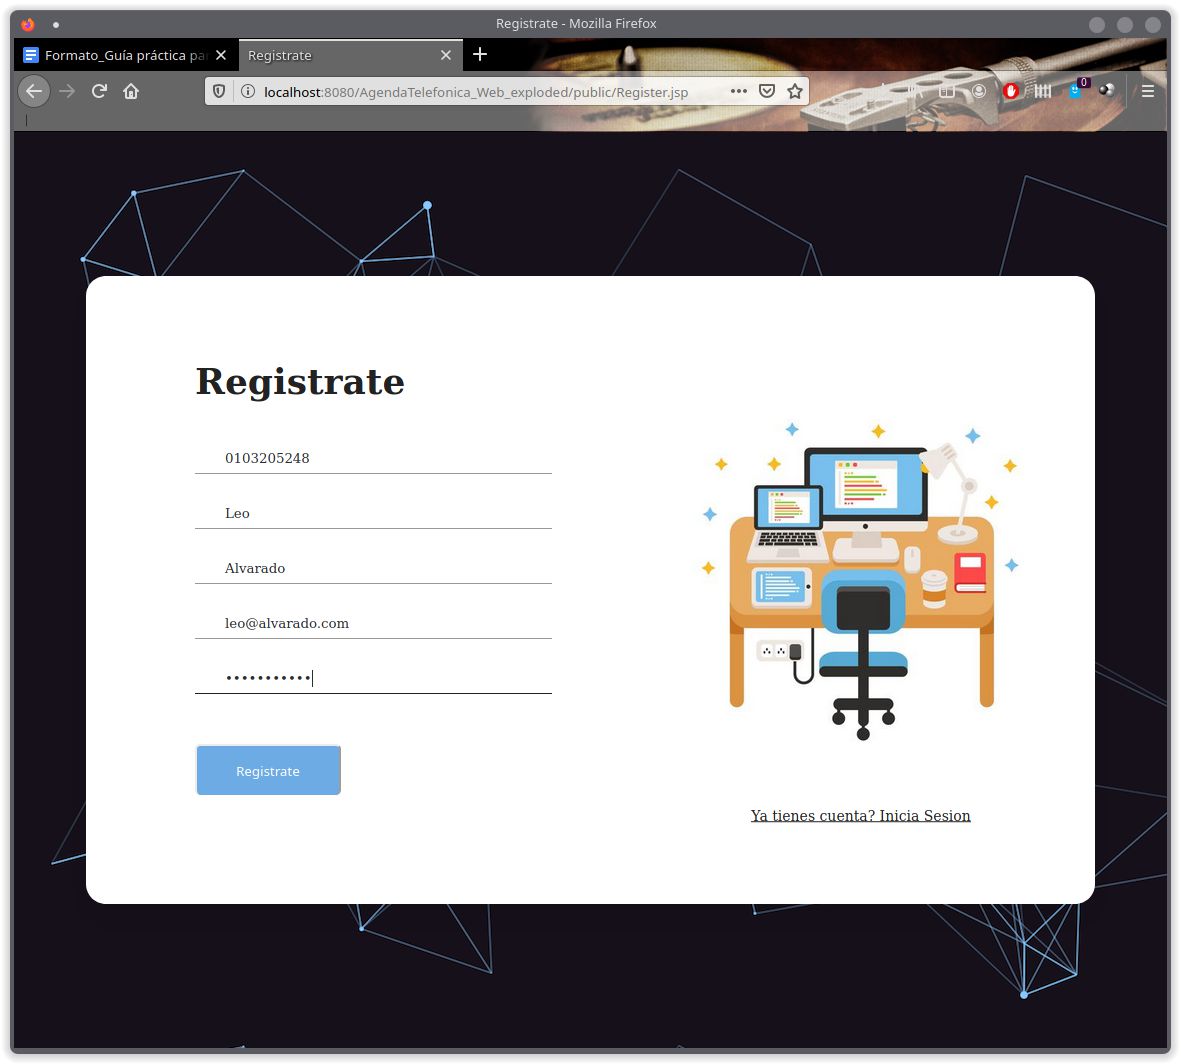 Registrate - Mozilla Firefox
Formato_Guía práctica pa
Registrate
localhost:8080/AgendaTelefonica_Web_exploded/public/Register.jsp
0
Registrate
0103205248
Leo
Alvarado
leo@alvarado.com
•••••••••••
Registrate
Ya tienes cuenta? Inicia Sesion